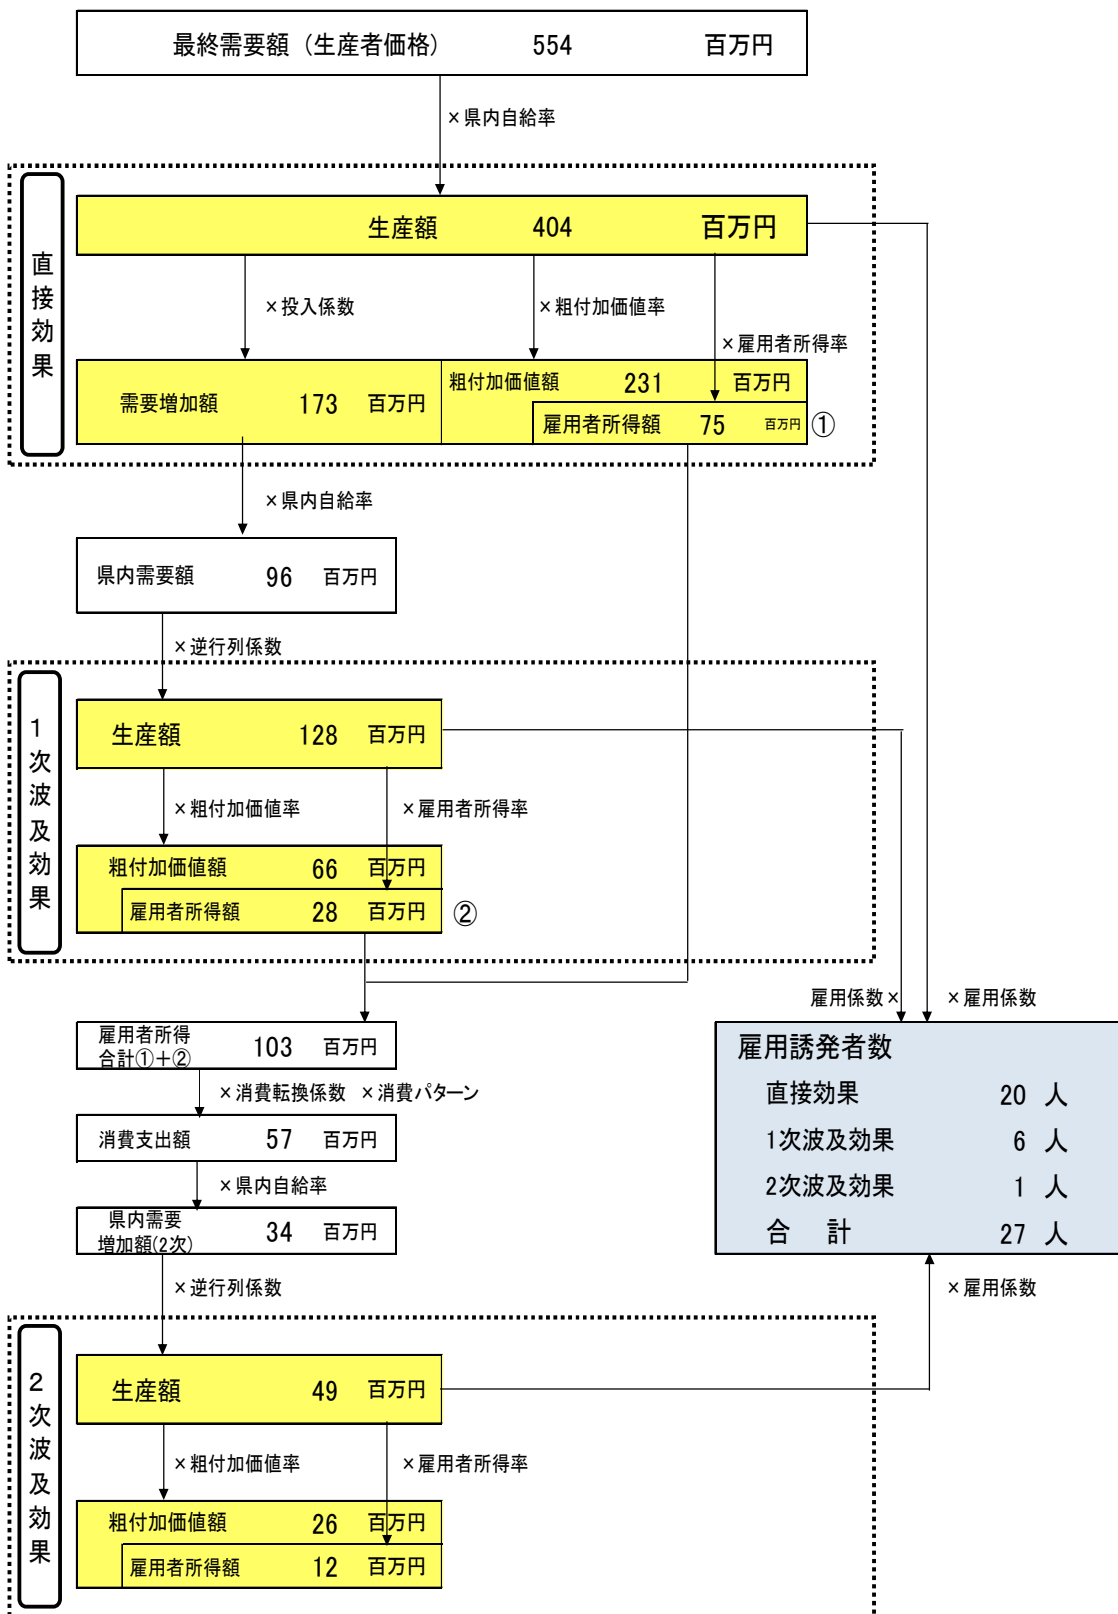 最終需要額（生産者価格） 554 百万円
×県内自給率
直接効果
生産額 404 百万円
×投入係数 ×粗付加価値率
×雇用者所得率
需要増加額 173 百万円
粗付加価値額 231 百万円
雇用者所得額 75 百万円 ①
×県内自給率
県内需要額 96 百万円
×逆行列係数
1次波及効果
生産額 128 百万円
×粗付加価値率 ×雇用者所得率
粗付加価値額 66 百万円
雇用者所得額 28 百万円 ②
雇用係数× ×雇用係数
雇用者所得
合計①＋② 103 百万円
×消費転換係数 ×消費パターン
消費支出額 57 百万円
×県内自給率
県内需要
増加額(2次) 34 百万円
雇用誘発者数
直接効果 20 人
1次波及効果 6 人
2次波及効果 1 人
合 計 27 人
×逆行列係数 ×雇用係数
2次波及効果
生産額 49 百万円
×粗付加価値率 ×雇用者所得率
粗付加価値額 26 百万円
雇用者所得額 12 百万円